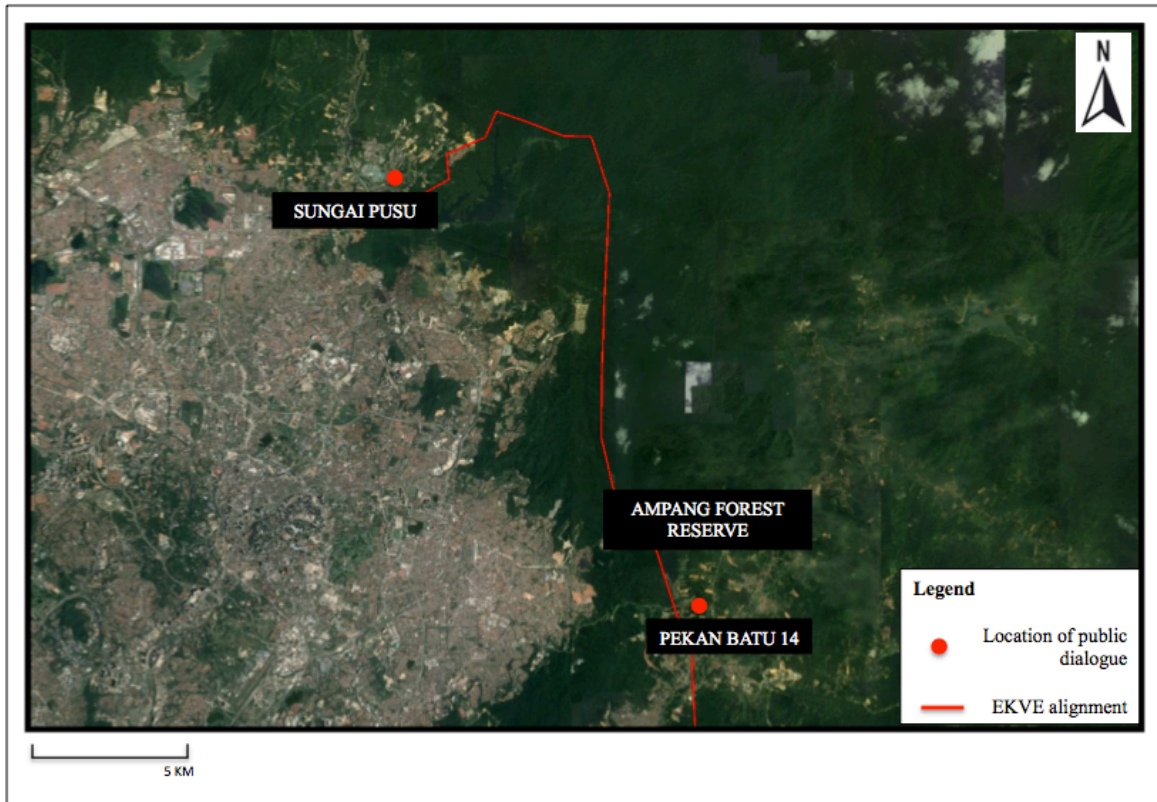 N
SUNGAI PUSU
AMPANG FOREST
RESERVE
PEKAN BATU 14
Legend
Location of public
dialogue
EKVE alignment
5 KM